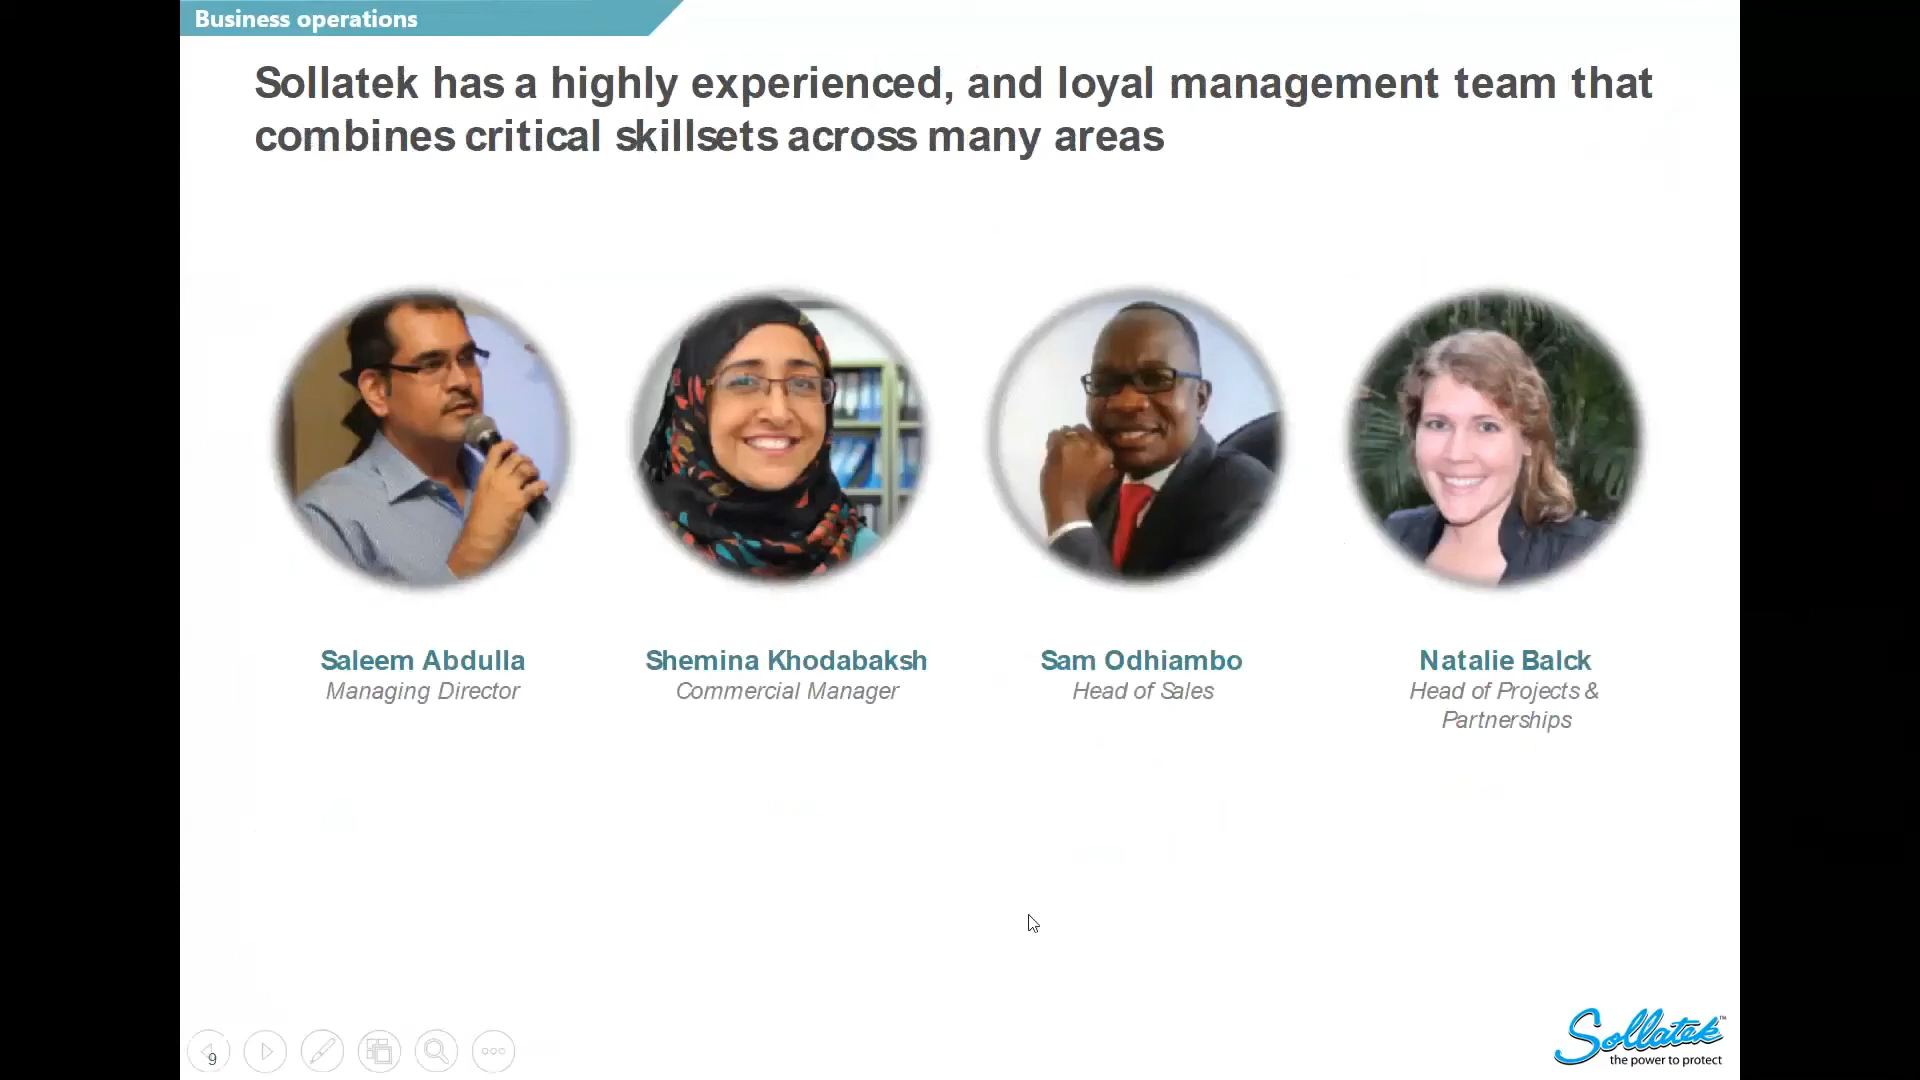 Business operations
Sollatek has a highly experienced, and loyal management team that
combines critical skillsets across many areas
Saleem Abdulla
Managing Director
Shemina Khodabaksh
Commercial Manager
Sam Odhiambo
Head of Sales
Natalie Balck
Head of Projects &
Partnerships
9
Sollatek™
the power to protect